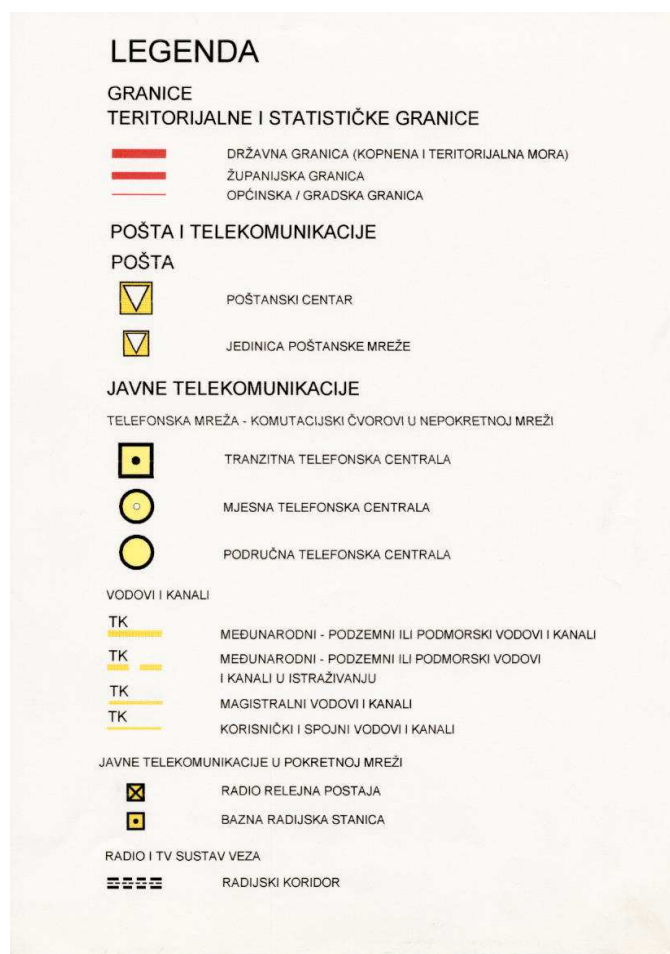 LEGENDA
GRANICE
TERITORIJALNE I STATISTIČKE GRANICE
DRŽAVNA GRANICA (KOPNENA I TERITORIJALNA MORA)
ŽUPANIJSKA GRANICA
OPĆINSKA / GRADSKA GRANICA
POŠTA I TELEKOMUNIKACIJE
POŠTA
POŠTANSKI CENTAR
JEDINICA POŠTANSKE MREŽE
JAVNE TELEKOMUNIKACIJE
TELEFONSKA MREŽA - KOMUTACIJSKI ČVOROVI U NEPOKRETNOJ MREŽI
TRANZITNA TELEFONSKA CENTRALA
MJESNA TELEFONSKA CENTRALA
PODRUČNA TELEFONSKA CENTRALA
VODOVI I KANALI
TK
MEĐUNARODNI - PODZEMNI ILI PODMORSKI VODOVI I KANALI
TK
MEĐUNARODNI - PODZEMNI ILI PODMORSKI VODOVI
I KANALI U ISTRAŽIVANJU
TK
MAGISTRALNI VODOVI I KANALI
TK
KORISNIČKI I SPOJNI VODOVI I KANALI
JAVNE TELEKOMUNIKACIJE U POKRETNOJ MREŽI
RADIO RELEJNA POSTAJA
BAZNA RADIJSKA STANICA
RADIO I TV SUSTAV VEZA
RADIJSKI KORIDOR